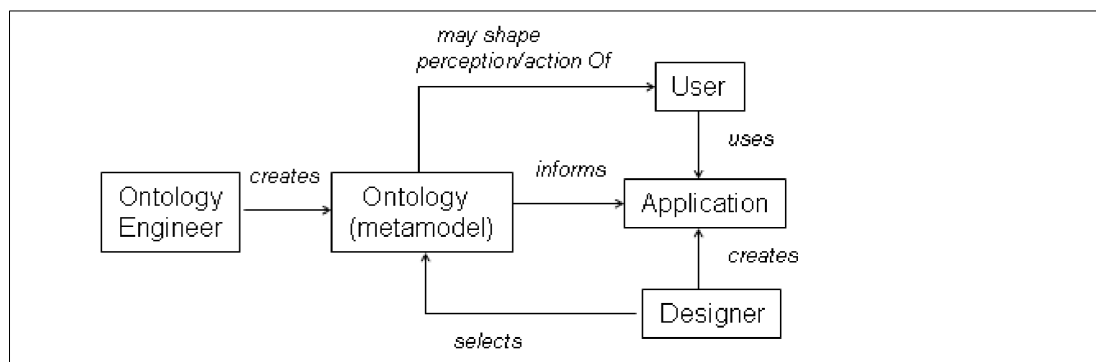 may shape
perception/action Of
User
uses
creates
informs
Ontology
Engineer
Ontology
(metamodel)
Application
creates
Designer
selects